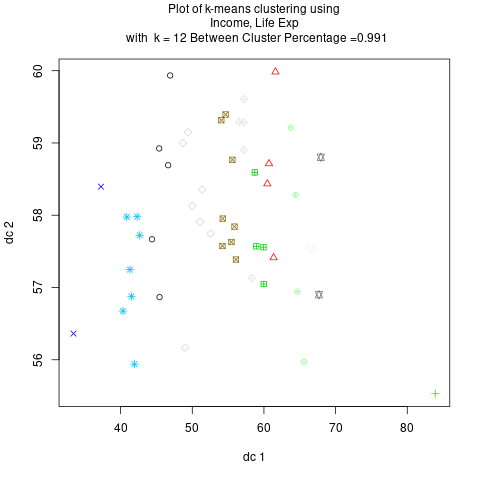 Plot of k-means clustering using
Income, Life Exp
with k = 12 Between Cluster Percentage =0.991
60
59
58
57
56
dc 2
40 50 60 70 80
dc 1